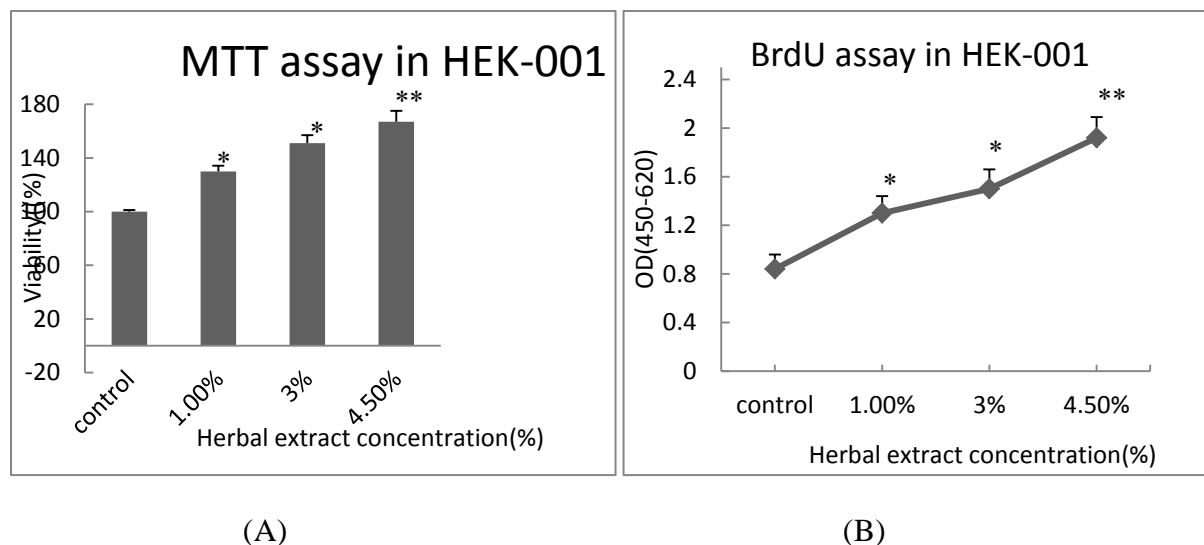 MTT assay in HEK-001
**
*
*
180
140
100
60
20
-20
Viability((%)
control
1.00%
3%
4.50%
Herbal extract concentration(%)
BrdU assay in HEK-001
**
*
*
2.4
2
1.6
1.2
0.8
0.4
0
OD(450-620)
control 1.00% 3% 4.50%
Herbal extract concentration(%)
(A) (B)